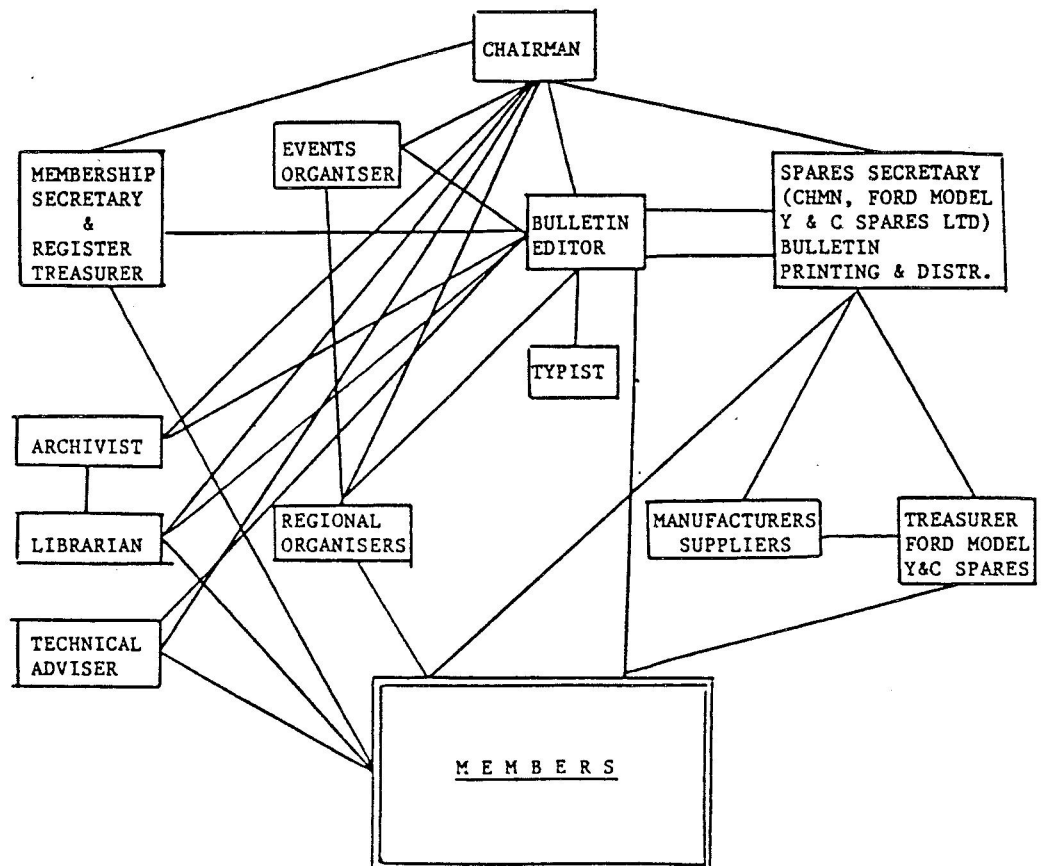 CHAIRMAN
EVENTS
ORGANISER
MEMBERSHIP
SECRETARY
&
REGISTER
TREASURER
SPARES SECRETARY
(CHMN, FORD MODEL
Y & C SPARES LTD)
BULLETIN
PRINTING & DISTR.
BULLETIN
EDITOR
TYPIST
ARCHIVIST
LIBRARIAN
REGIONAL
ORGANISERS
MANUFACTURERS
SUPPLIERS
TREASURER
FORD MODEL
Y&C SPARES
TECHNICAL
ADVISER
MEMBERS